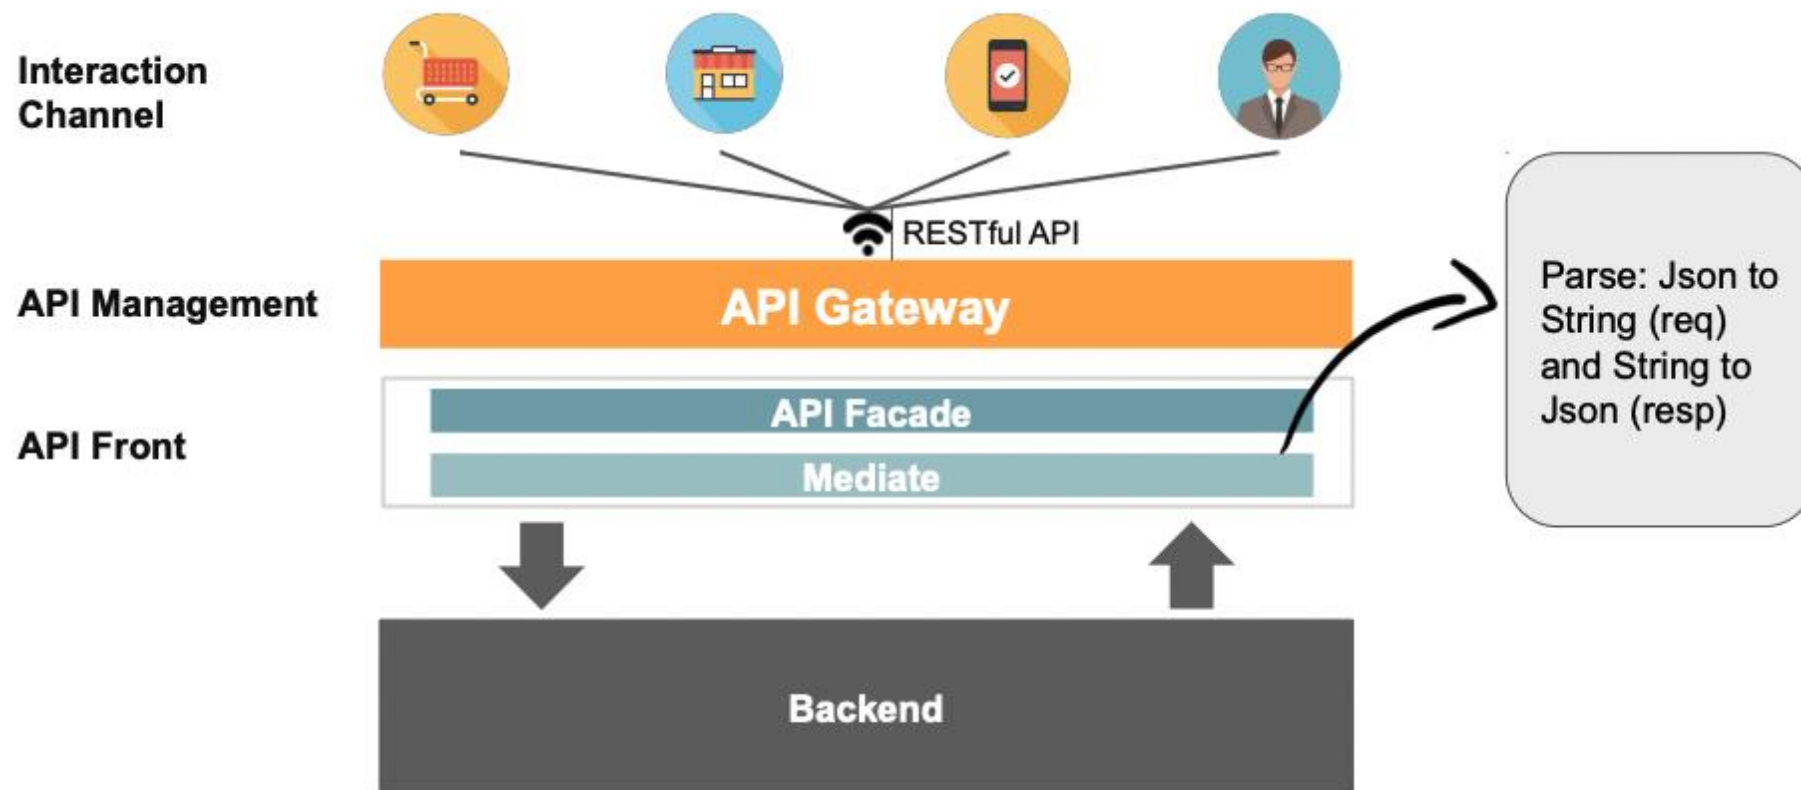 Interaction
Channel
RESTful API
API Management
API Gateway
API Front
API Facade
Mediate
Parse: Json to
String (req)
and String to
Json (resp)
Backend